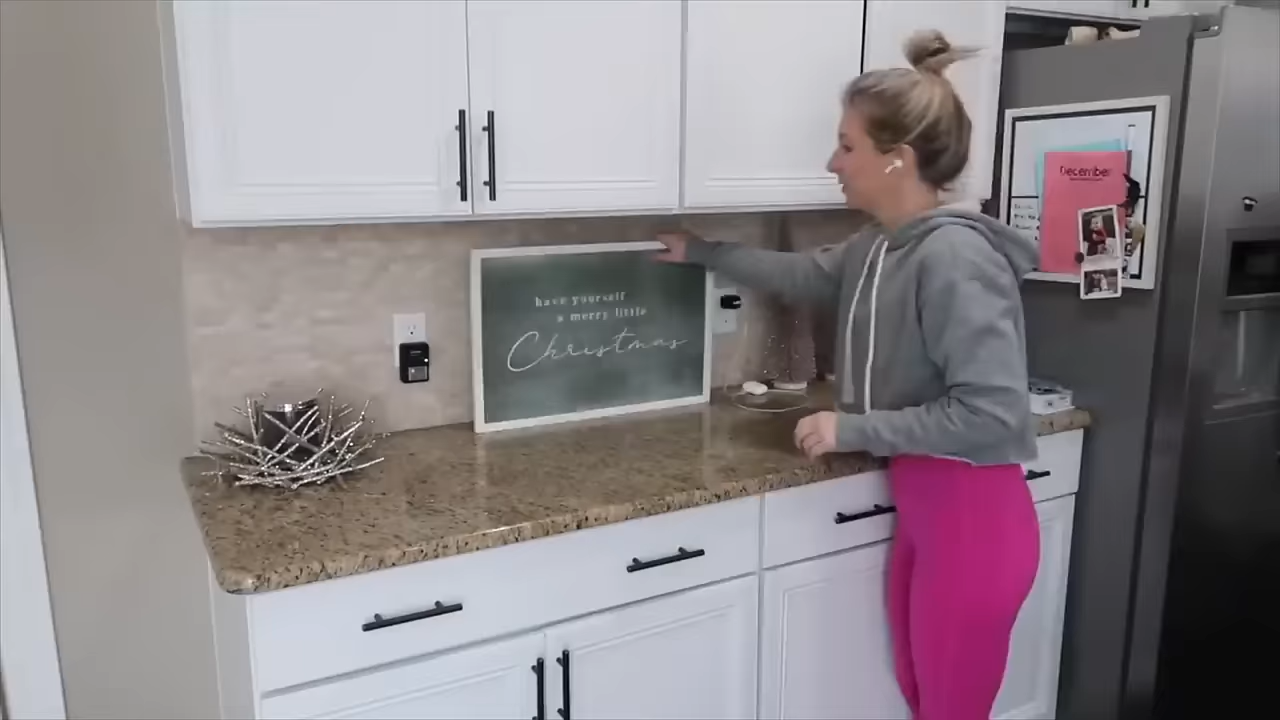 have yourself
a merry little
Christmas
December